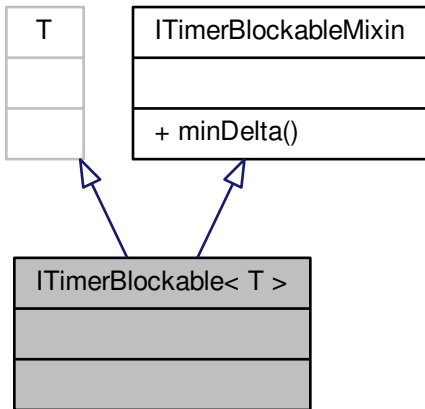 T
ITimerBlockableMixin
+ minDelta()
ITimerBlockable< T >